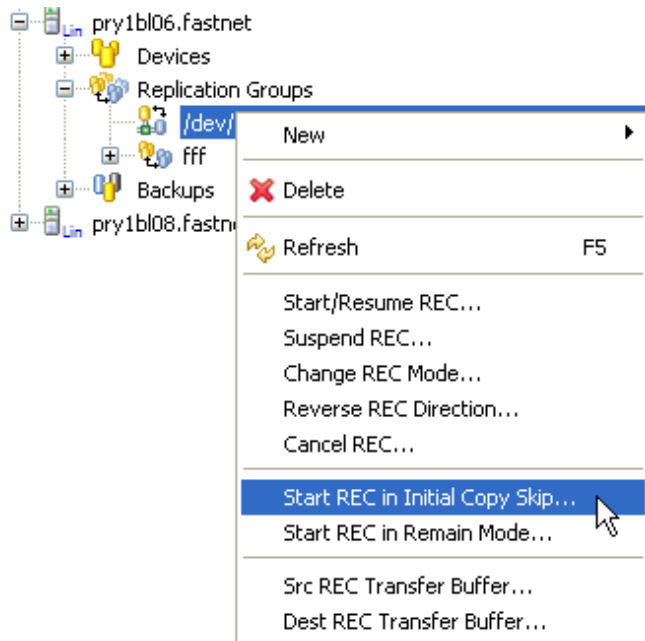 Lin pry1bl06.fastnet
Devices
Replication Groups
/dev/
fff
Backups
Lin pry1bl08.fastn
New
Delete
Refresh F5
Start/Resume REC...
Suspend REC...
Change REC Mode...
Reverse REC Direction...
Cancel REC...
Start REC in Initial Copy Skip...
Start REC in Remain Mode...
Src REC Transfer Buffer...
Dest REC Transfer Buffer...